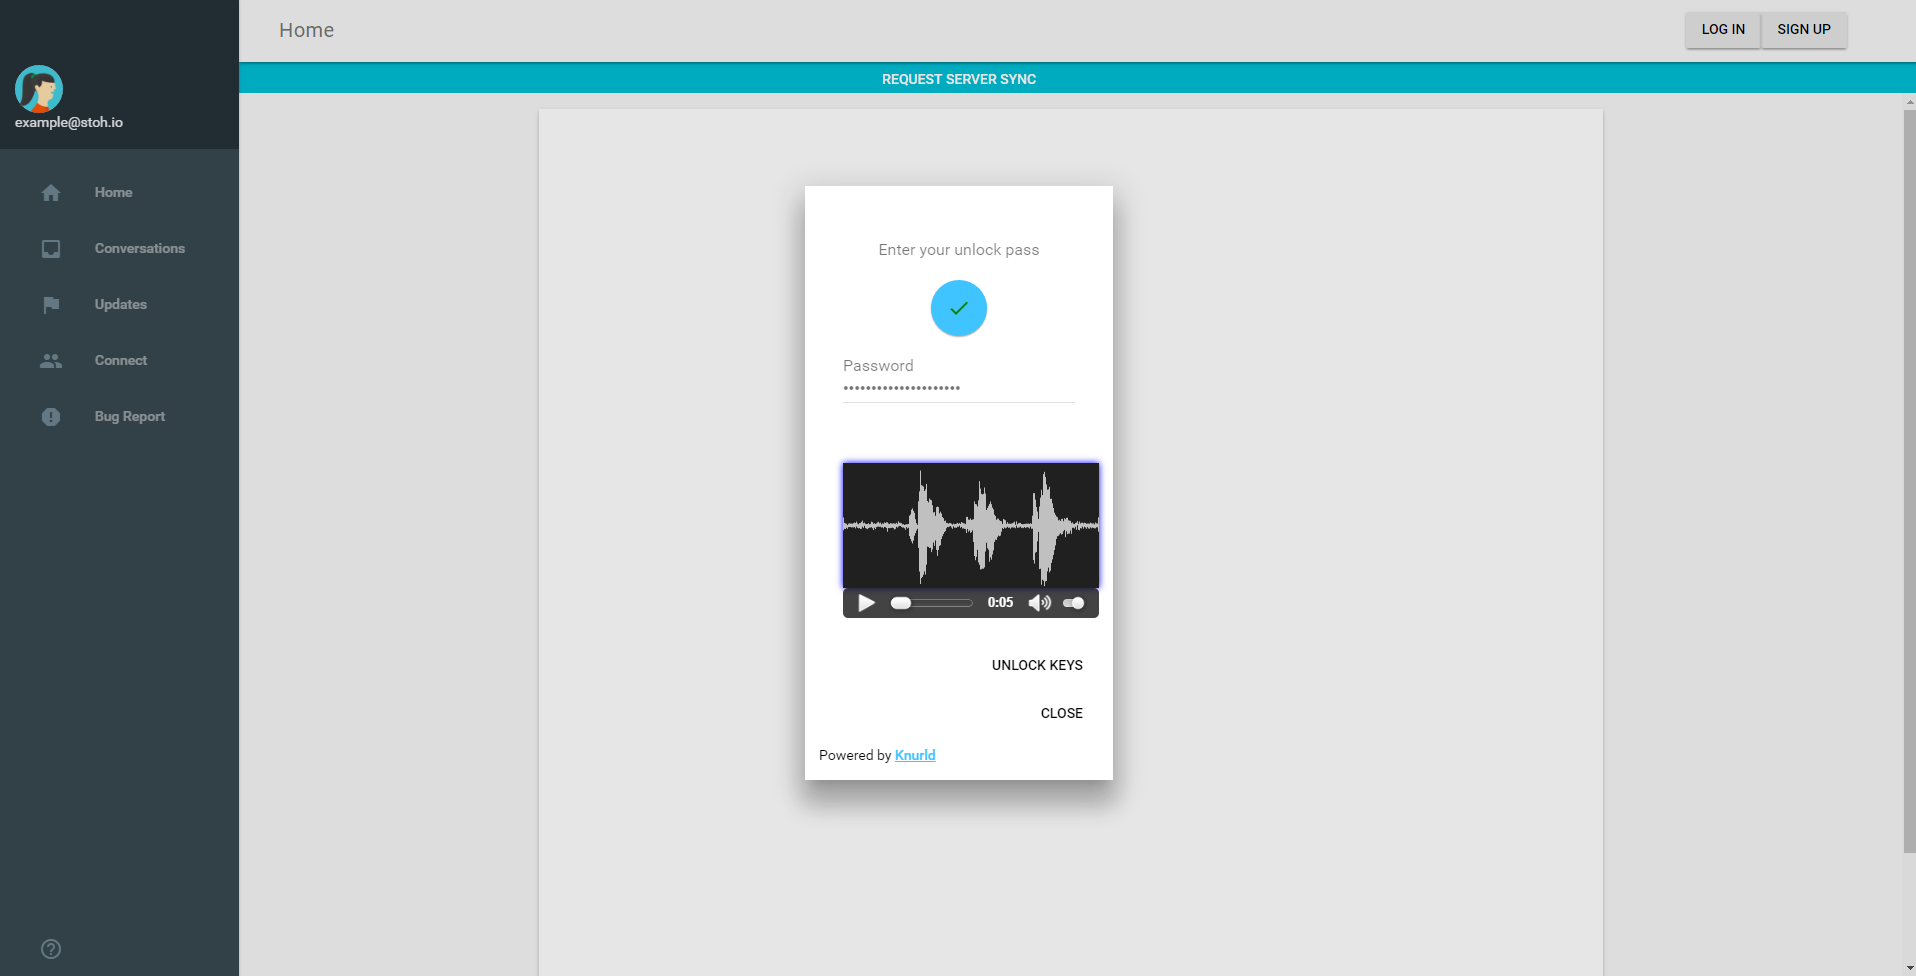 Home
LOG IN
SIGN UP
REQUEST SERVER SYNC
example@stoh.io
Home
Conversations
Updates
Connect
Bug Report
Enter your unlock pass
Password
•••••••••••••••••••••
0:05
UNLOCK KEYS
CLOSE
Powered by Knurld